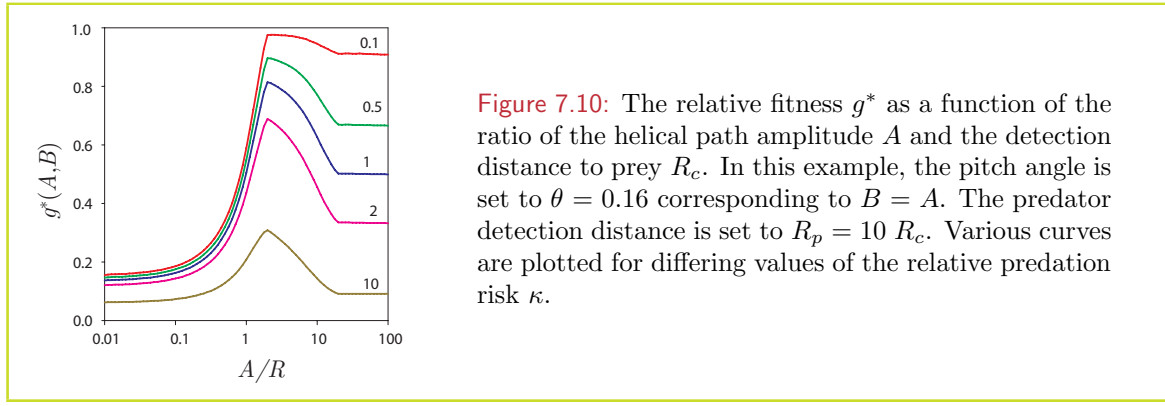 1.0
0.8
0.6
0.4
0.2
0.0
g*(A,B)
0.1
0.5
1
2
10
0.01
0.1
1
10
100
A/R
Figure 7.10: The relative fitness g* as a function of the
ratio of the helical path amplitude A and the detection
distance to prey Rc. In this example, the pitch angle is
set to θ = 0.16 corresponding to B = A. The predator
detection distance is set to Rp = 10 Rc. Various curves
are plotted for differing values of the relative predation
risk κ.